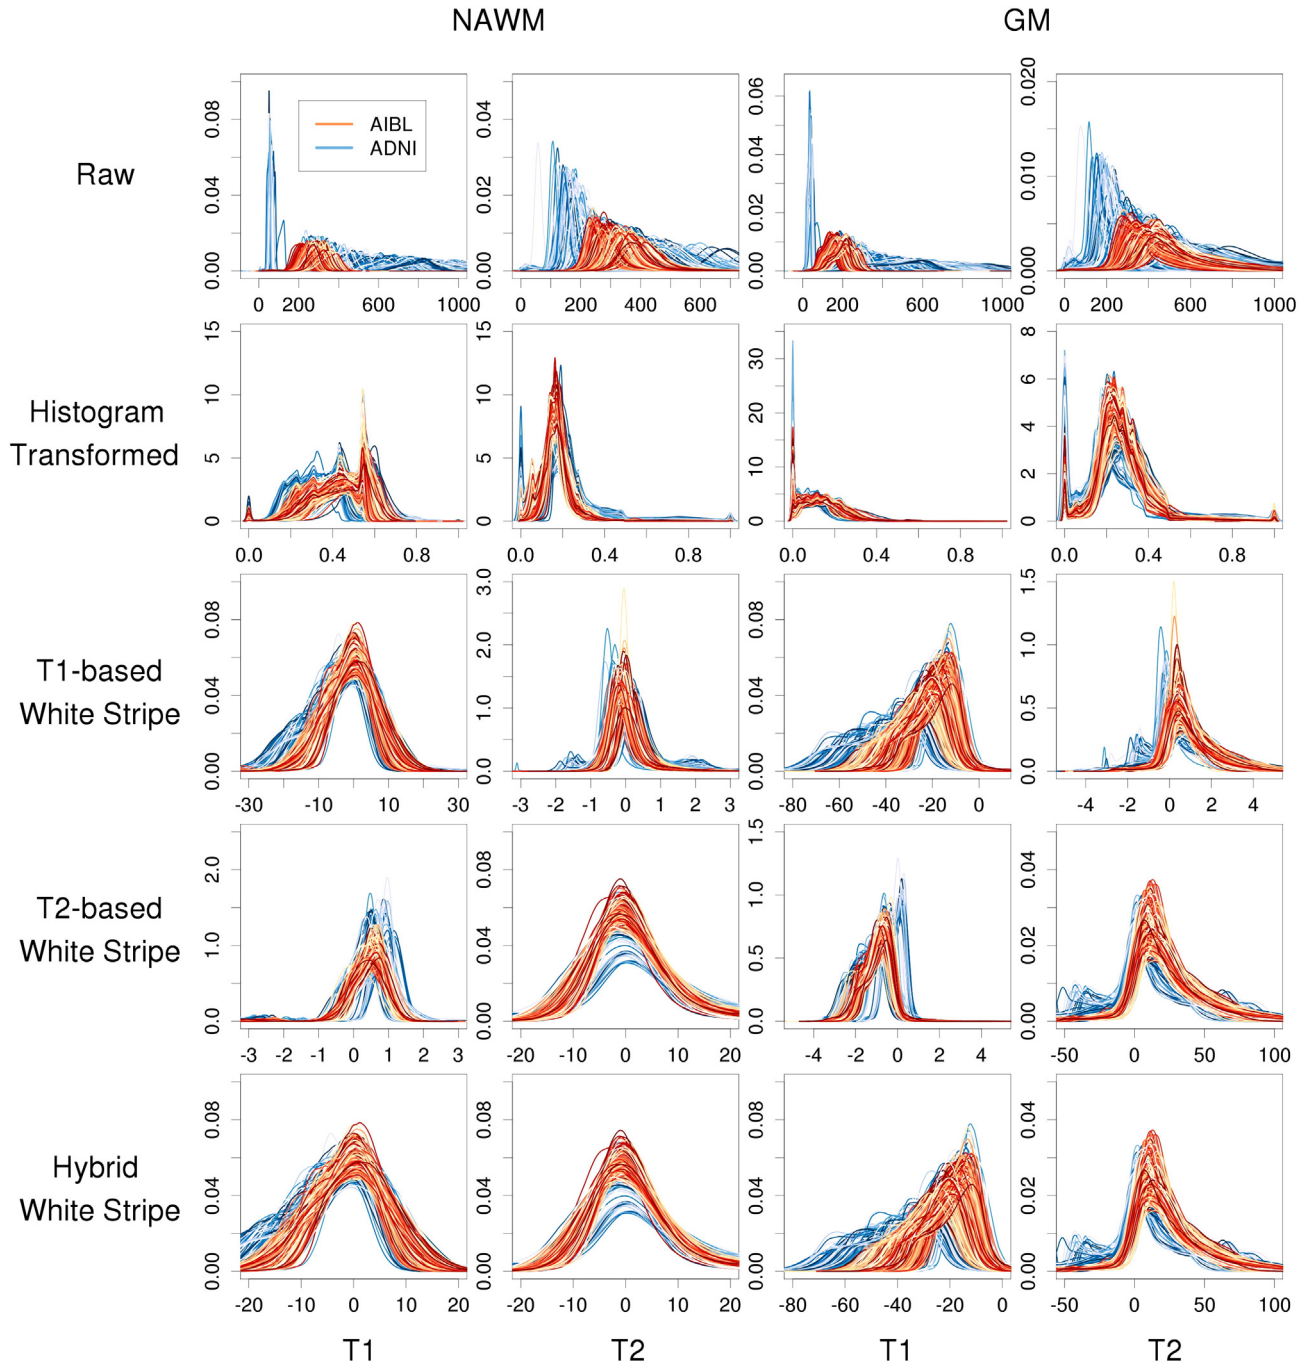 NAWM GM
Raw
AIBL
ADNI
0.00 0.04 0.08
0 200 600 1000
0.00 0.02 0.04
0 200 400 600
0.00 0.02 0.04 0.06
0 200 600 1000
0.000 0.010 0.020
0 200 600 1000
Histogram
Transformed
0 5 10 15
0.0 0.4 0.8
0 5 10 15
0.0 0.4 0.8
0 10 20 30
0.0 0.4 0.8
0 2 4 6 8
0.0 0.4 0.8
T1-based
White Stripe
0.00 0.04 0.08
-30 -10 10 30
0.0 1.0 2.0 3.0
-3 -2 -1 0 1 2 3
0.00 0.04 0.08
-80 -60 -40 -20 0
0.0 0.5 1.0 1.5
-4 -2 0 2 4
T2-based
White Stripe
0.0 1.0 2.0
-3 -1 0 1 2 3
0.00 0.04 0.08
-20 -10 0 10 20
0.0 0.5 1.0 1.5
-4 -2 0 2 4
0.00 0.02 0.04
-50 0 50 100
Hybrid
White Stripe
0.00 0.04 0.08
-20 -10 0 10 20
0.00 0.04 0.08
-20 -10 0 10 20
0.00 0.04 0.08
-80 -60 -40 -20 0
0.00 0.02 0.04
-50 0 50 100
T1 T2 T1 T2